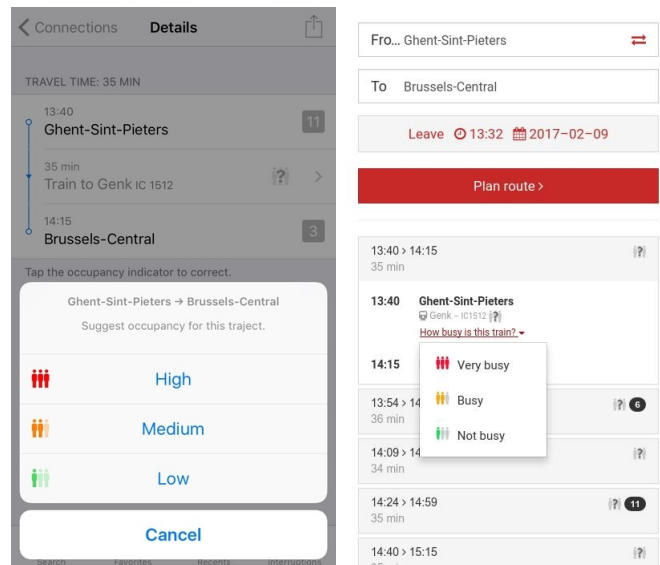 Connections
Details
TRAVEL TIME: 35 MIN
13:40
Ghent-Sint-Pieters
11
35 min
Train to Genk IC 1512
?
14:15
Brussels-Central
3
Tap the occupancy indicator to correct.
Ghent-Sint-Pieters → Brussels-Central
Suggest occupancy for this traject.
High
Medium
Low
Cancel
Search Favorites Recents Interruptions
Fro... Ghent-Sint-Pieters
To Brussels-Central
Leave 13:32 2017-02-09
Plan route >
13:40 > 14:15 ?
35 min
13:40 Ghent-Sint-Pieters
Genk - IC1512 ?
How busy is this train?
14:15
Very busy
Busy
Not busy
13:54 > 14 ? 6
36 min
14:09 > 14 ?
34 min
14:24 > 14:59 ? 11
35 min
14:40 > 15:15 ?